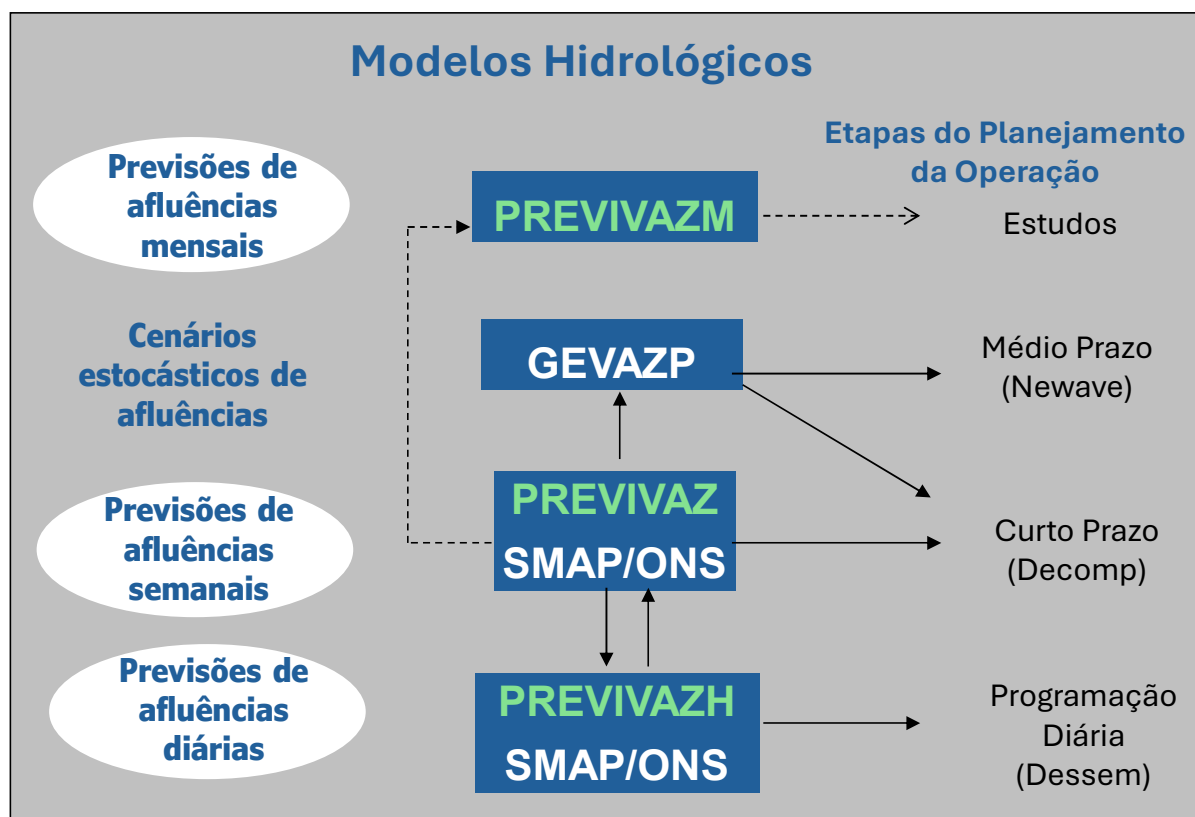 Modelos Hidrológicos
Etapas do Planejamento
da Operação
Previsões de
afluências
mensais
PREVIVAZM
Estudos
Cenários
estocásticos de
afluências
GEVAZP
Médio Prazo
(Newave)
Previsões de
afluências
semanais
PREVIVAZ
SMAP/ONS
Curto Prazo
(Decomp)
Previsões de
afluências
diárias
PREVIVAZH
SMAP/ONS
Programação
Diária
(Dessem)